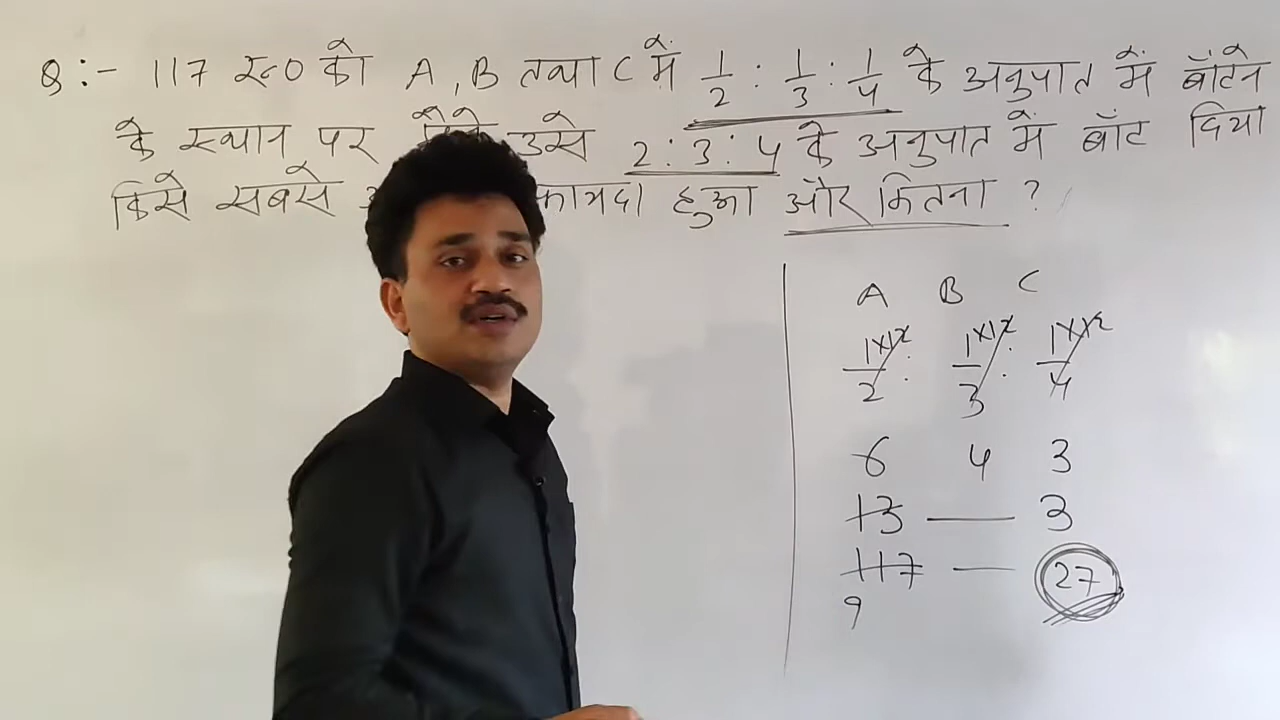 Q :- 117 रु0 को A , B तथा C में 1/2 : 1/3 : 1/4 के अनुपात में बाँटने
के स्थान पर उसे 2 : 3 : 4 के अनुपात में बाँट दिया
किसे सबसे फायदा हुआ और कितना ?
A B C
1×12/2 : 1×12/3 : 1×12/4
6 4 3
13 — 3
117 — 27
9